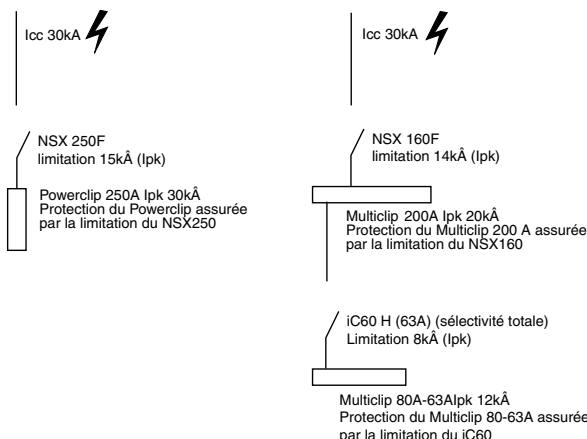 Icc 30kA
NSX 250F
limitation 15kÂ (Ipk)
Powerclip 250A Ipk 30kÂ
Protection du Powerclip assurée
par la limitation du NSX250
Icc 30kA
NSX 160F
limitation 14kÂ (Ipk)
Multiclip 200A Ipk 20kÂ
Protection du Multiclip 200 A assurée
par la limitation du NSX160
iC60 H (63A) (sélectivité totale)
Limitation 8kÂ (Ipk)
Multiclip 80A-63AIpk 12kÂ
Protection du Multiclip 80-63A assurée
par la limitation du iC60